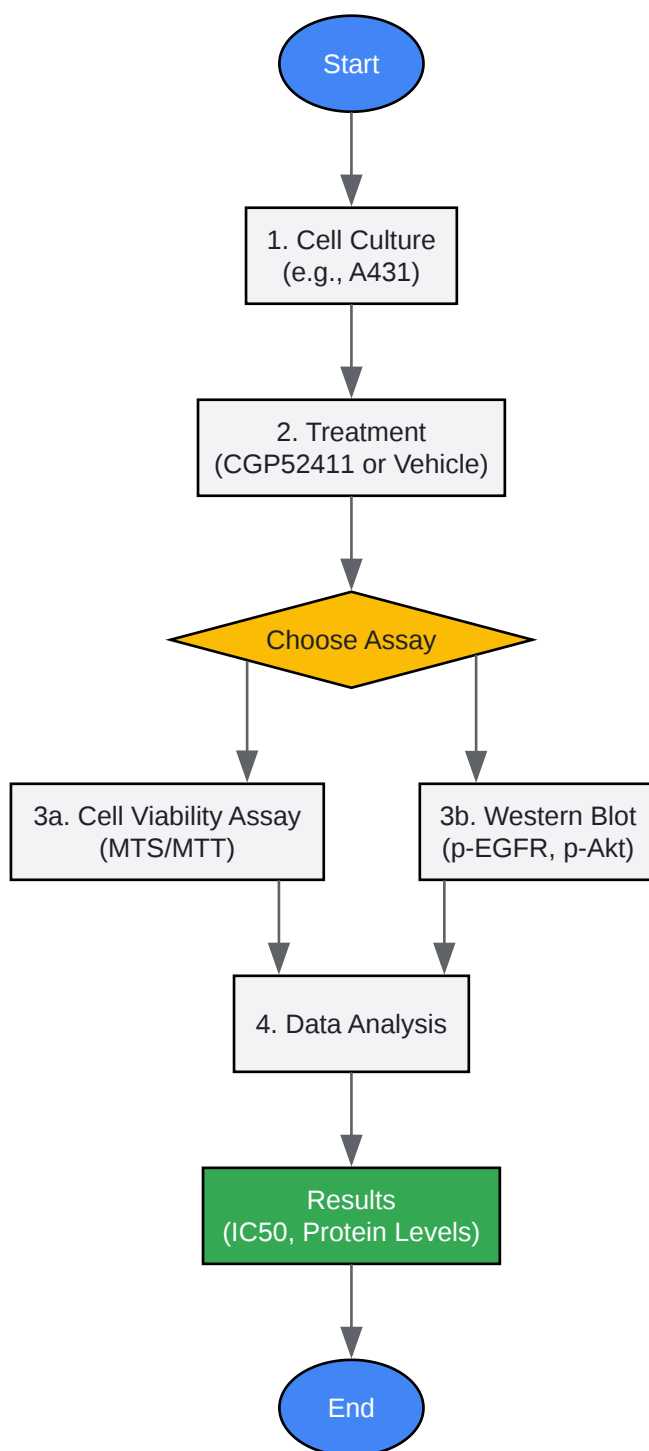 Start
1. Cell Culture
(e.g., A431)
2. Treatment
(CGP52411 or Vehicle)
Choose Assay
3a. Cell Viability Assay
(MTS/MTT)
3b. Western Blot
(p-EGFR, p-Akt)
4. Data Analysis
Results
(IC50, Protein Levels)
End